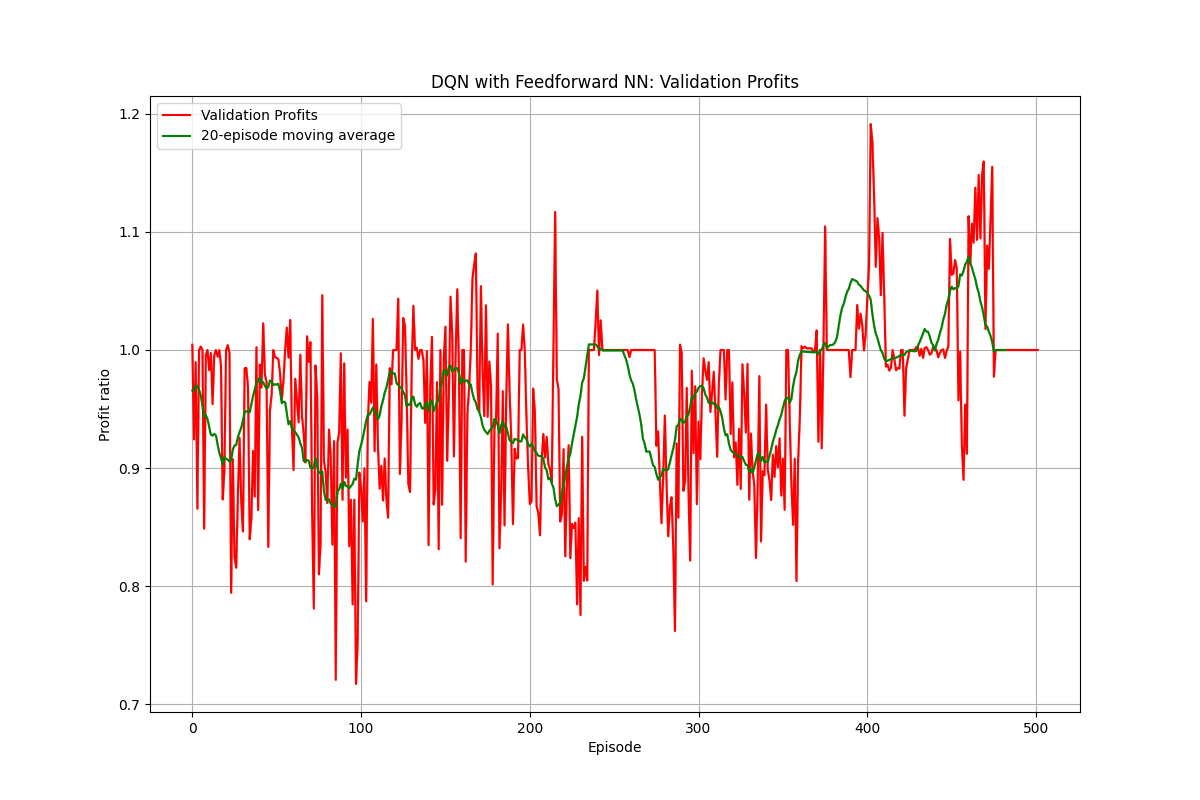 DQN with Feedforward NN: Validation Profits
Validation Profits
20-episode moving average
Profit ratio
1.2
1.1
1.0
0.9
0.8
0.7
0
100
200
300
400
500
Episode